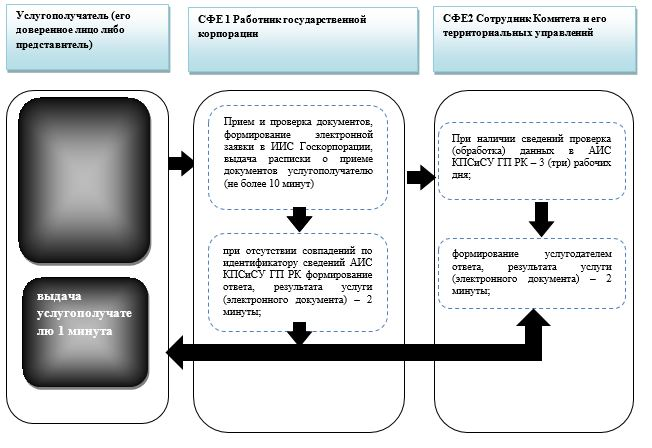 Услугополучатель (его
доверенное лицо либо
представитель)
СФЕ 1 Работник государственной
корпорации
СФЕ2 Сотрудник Комитета и его
территориальных управлений
Прием и проверка документов,
формирование электронной
заявки в ИИС Госкорпорации,
выдача расписки о приеме
документов услугополучателю
(не более 10 минут)
при отсутствии совпадений по
идентификатору сведений АИС
КПСиСУ ГП РК формирование
ответа, результата услуги
(электронного документа) – 2
минуты;
При наличии сведений проверка
(обработка) данных в АИС
КПСиСУ ГП РК – 3 (три) рабочих
дня;
формирование услугодателем
ответа, результата услуги
(электронного документа) – 2
минуты;
выдача
услугополучате
лю 1 минута